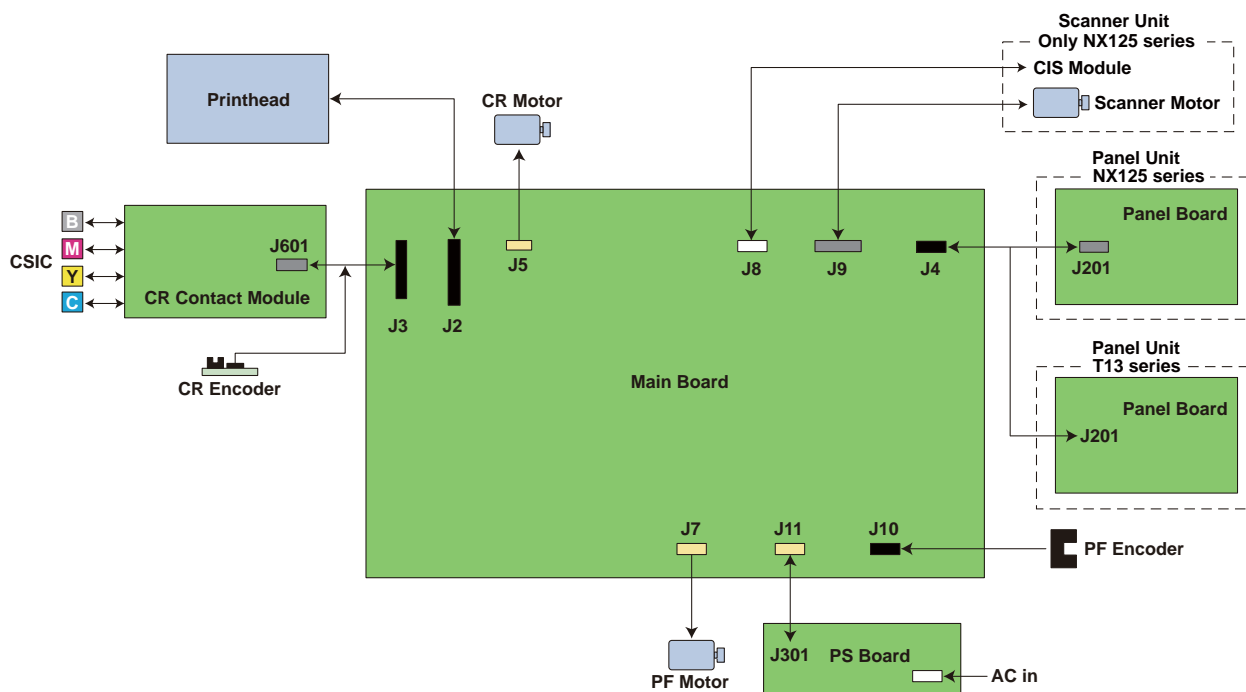 Scanner Unit
Only NX125 series
CIS Module
Scanner Motor
Printhead
CR Motor
Panel Unit
NX125 series
Panel Board
J201
CSIC
B
M
Y
C
J601
CR Contact Module
J3
J2
J5
J8
J9
J4
CR Encoder
Main Board
Panel Unit
T13 series
Panel Board
J201
J7
J11
J10
PF Encoder
PF Motor
J301
PS Board
AC in